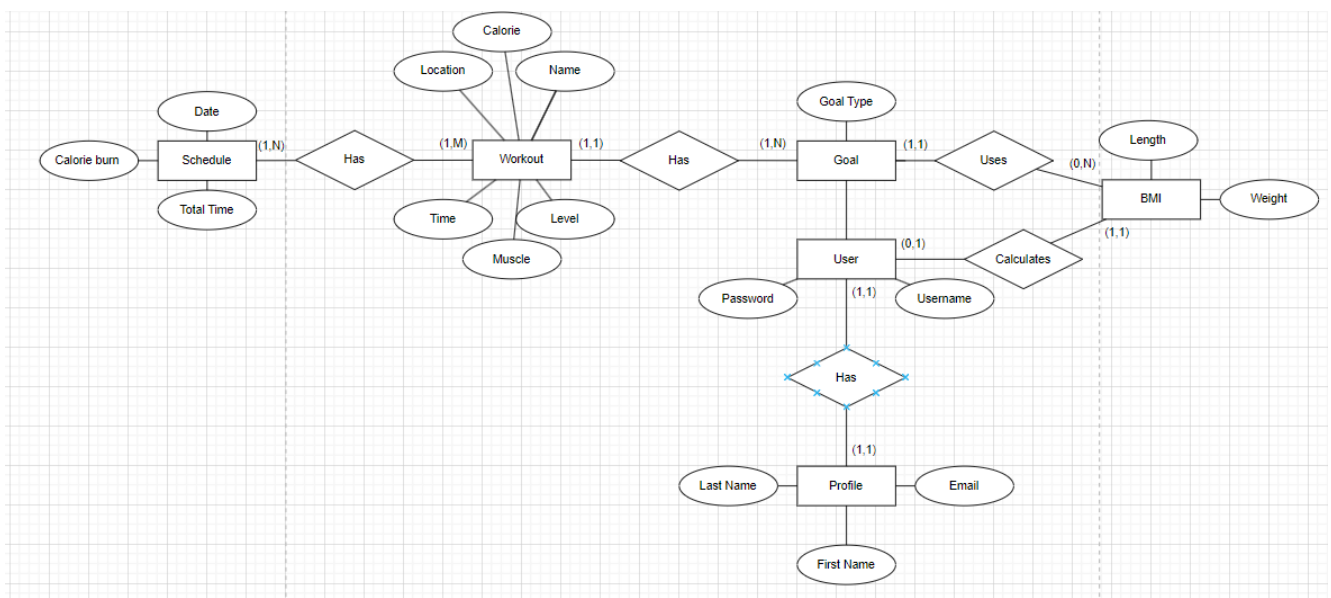 Calorie
Location
Name
Date
Goal Type
Calorie burn
Schedule
(1,N)
Has
(1,M)
Workout
(1,1)
Has
(1,N)
Goal
(1,1)
Uses
(0,N)
Length
BMI
Weight
Total Time
Time
Level
Muscle
(1,1)
User
(0,1)
Calculates
Password
(1,1)
Username
Has
(1,1)
Last Name
Profile
Email
First Name